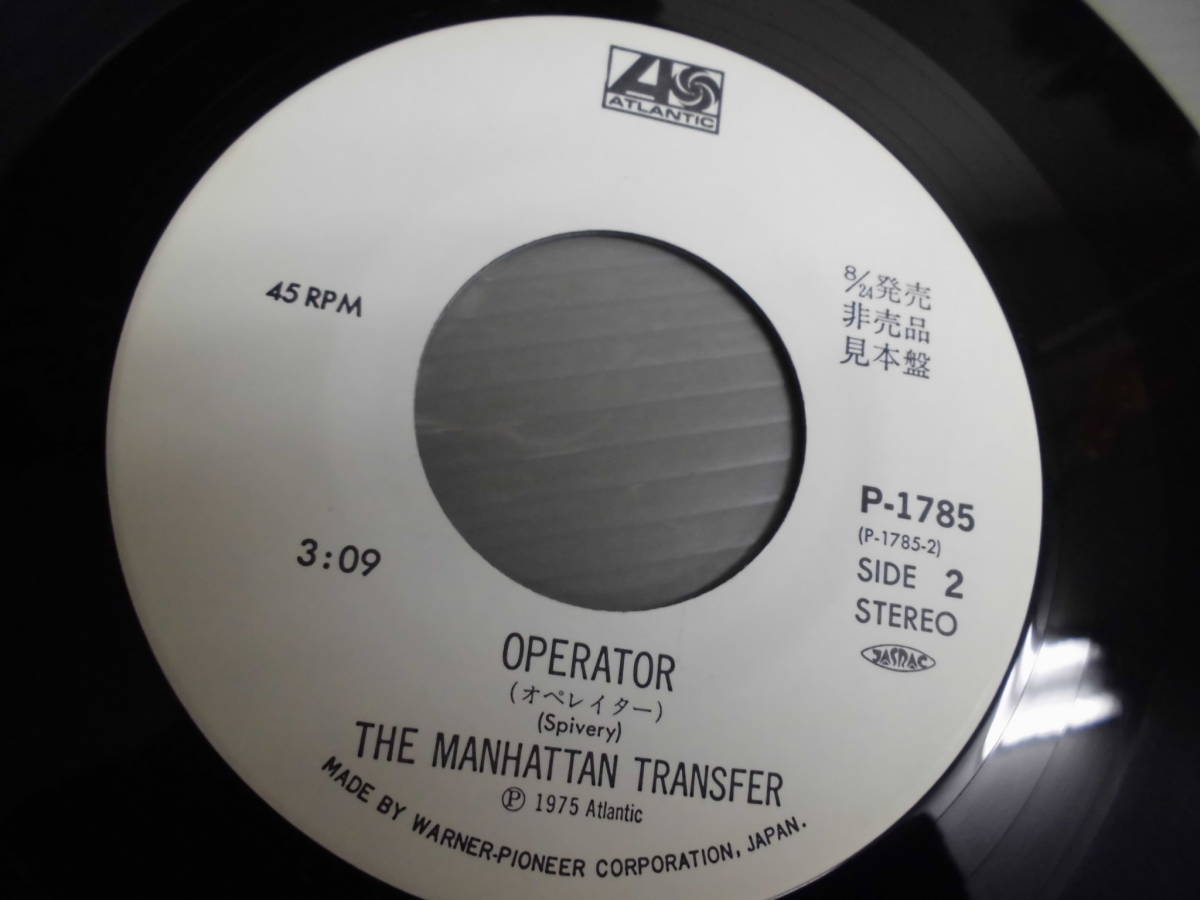 ATLANTIC
45 RPM
8/24発売
非売品
見本盤
P-1785
(P-1785-2)
SIDE 2
STEREO
JASRAC
3:09
OPERATOR
(オペレイター)
(Spivery)
THE MANHATTAN TRANSFER
Ⓟ 1975 Atlantic
MADE BY WARNER-PIONEER CORPORATION, JAPAN.